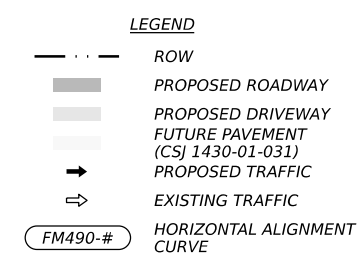 LEGEND
ROW
PROPOSED ROADWAY
PROPOSED DRIVEWAY
FUTURE PAVEMENT
(CSJ 1430-01-031)
PROPOSED TRAFFIC
EXISTING TRAFFIC
FM490-#
HORIZONTAL ALIGNMENT
CURVE